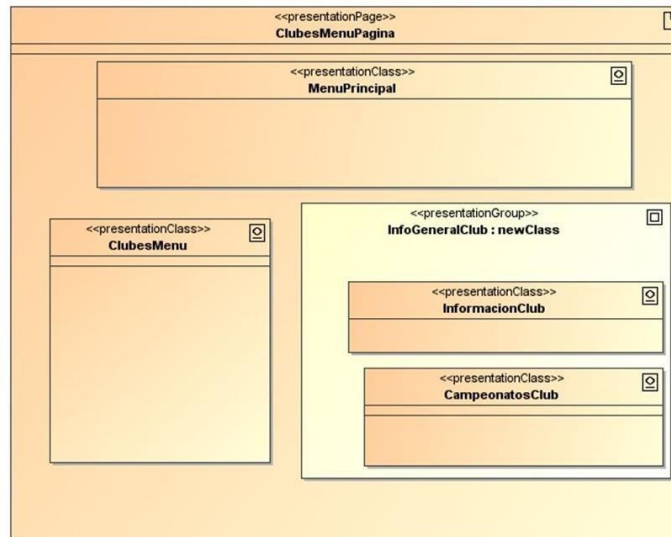 <<presentationPage>>
ClubesMenuPagina
<<presentationClass>>
MenuPrincipal
<<presentationClass>>
ClubesMenu
<<presentationGroup>>
InfoGeneralClub : newClass
<<presentationClass>>
InformacionClub
<<presentationClass>>
CampeonatosClub